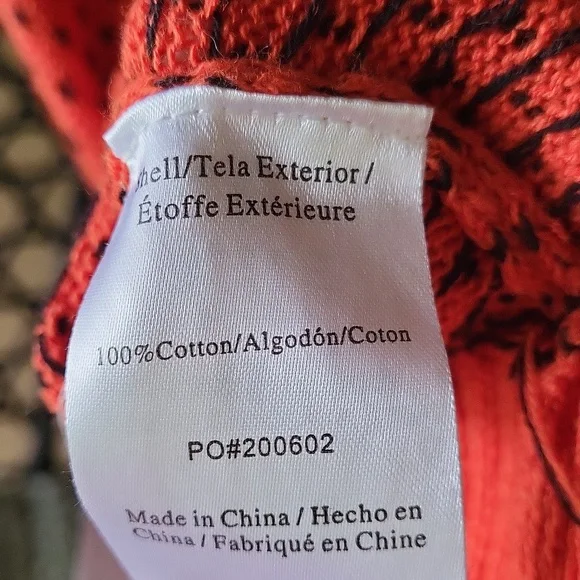 Shell/Tela Exterior /
Étoffe Extérieure
100%Cotton/Algodón/Coton
PO#200602
Made in China / Hecho en
China / Fabriqué en Chine